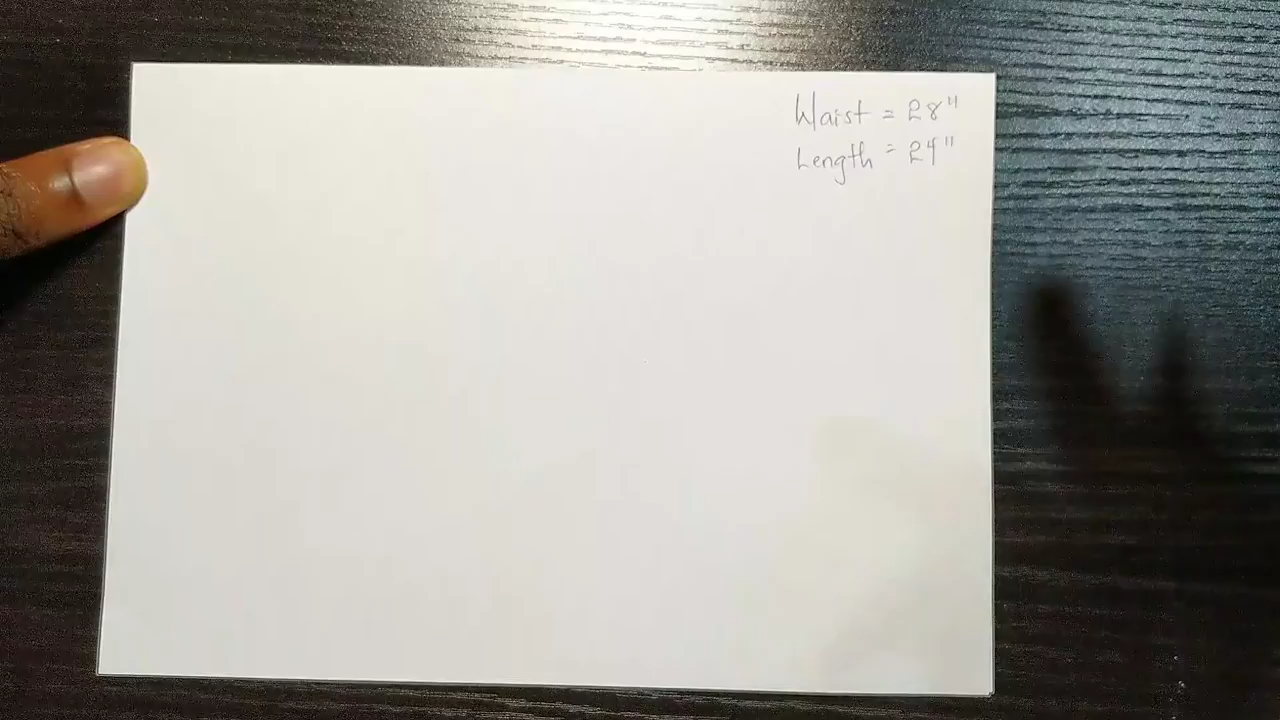 Waist = 28"
Length = 24"